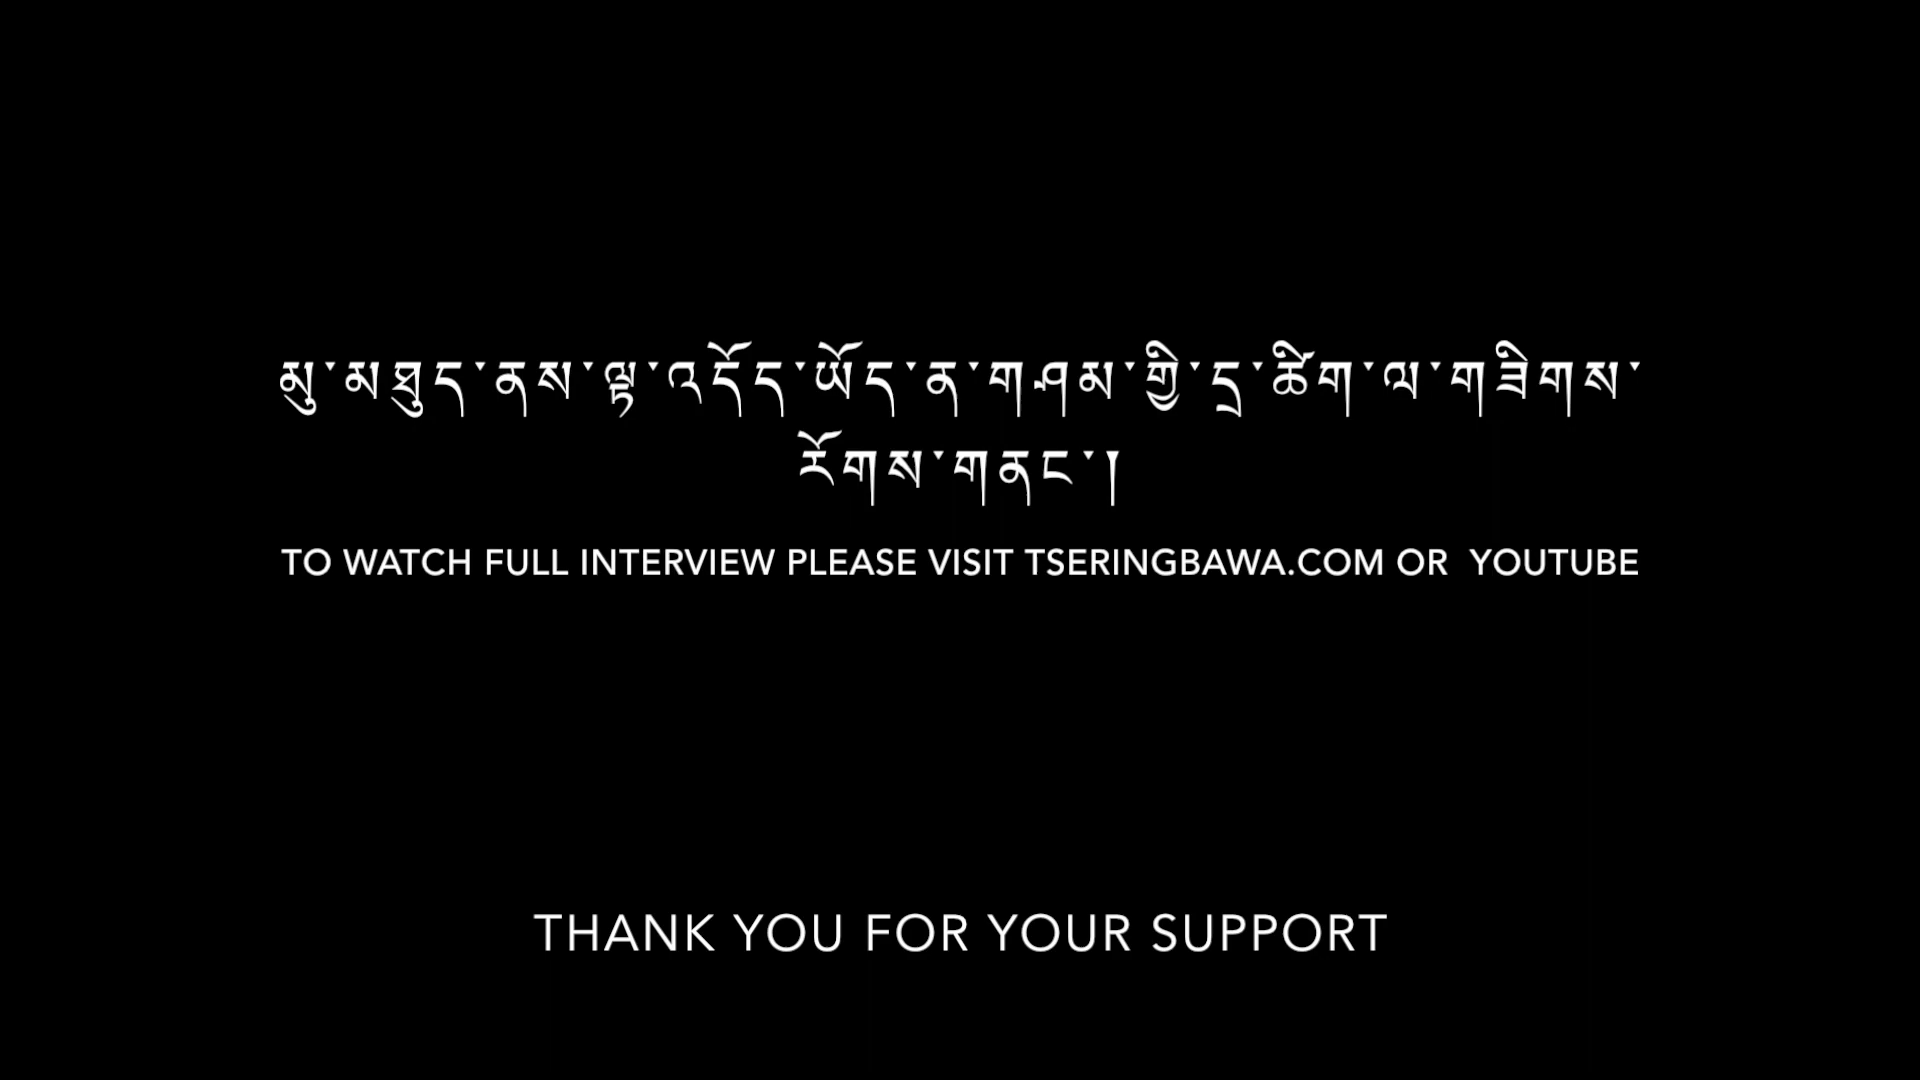 མུ་མཐུད་ནས་ལྟ་འདོད་ཡོད་ན་གཤམ་གྱི་དྲ་ཚིག་ལ་གཟིགས་
རོགས་གནང་།
TO WATCH FULL INTERVIEW PLEASE VISIT TSERINGBAWA.COM OR  YOUTUBE
THANK YOU FOR YOUR SUPPORT